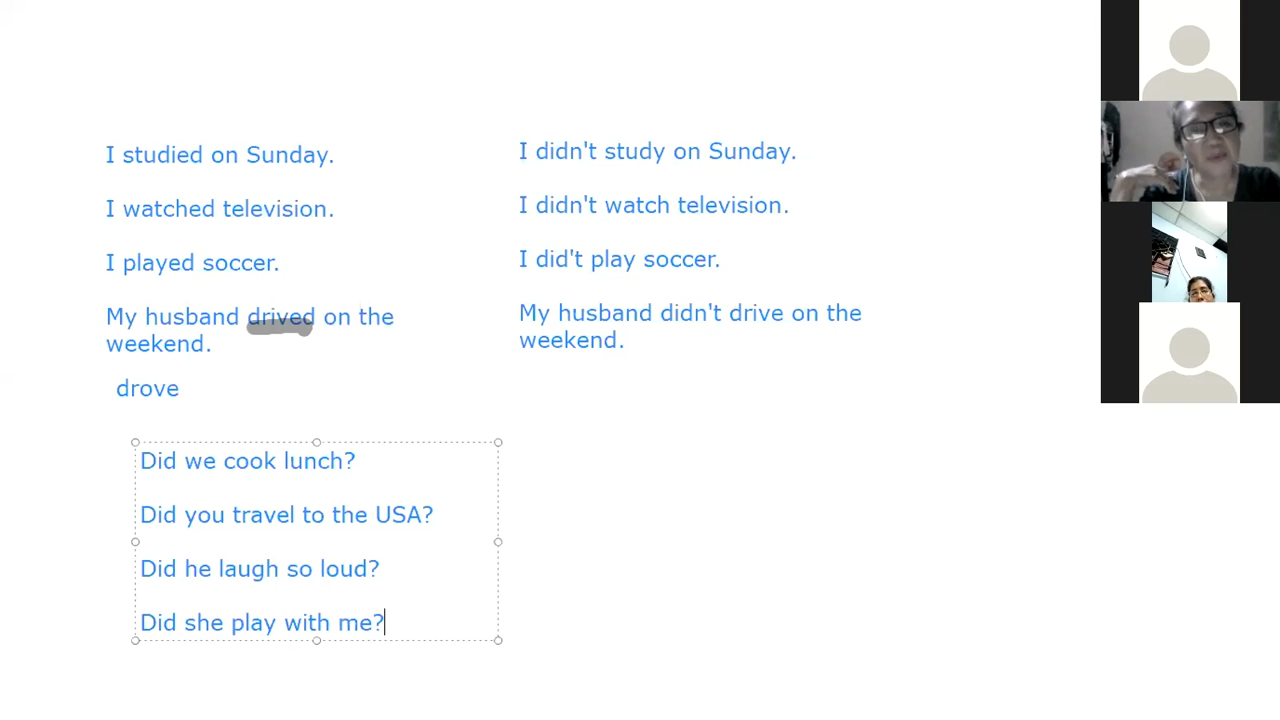 I studied on Sunday.
I watched television.
I played soccer.
My husband drived on the
weekend.
drove
I didn't study on Sunday.
I didn't watch television.
I did't play soccer.
My husband didn't drive on the
weekend.
Did we cook lunch?
Did you travel to the USA?
Did he laugh so loud?
Did she play with me?